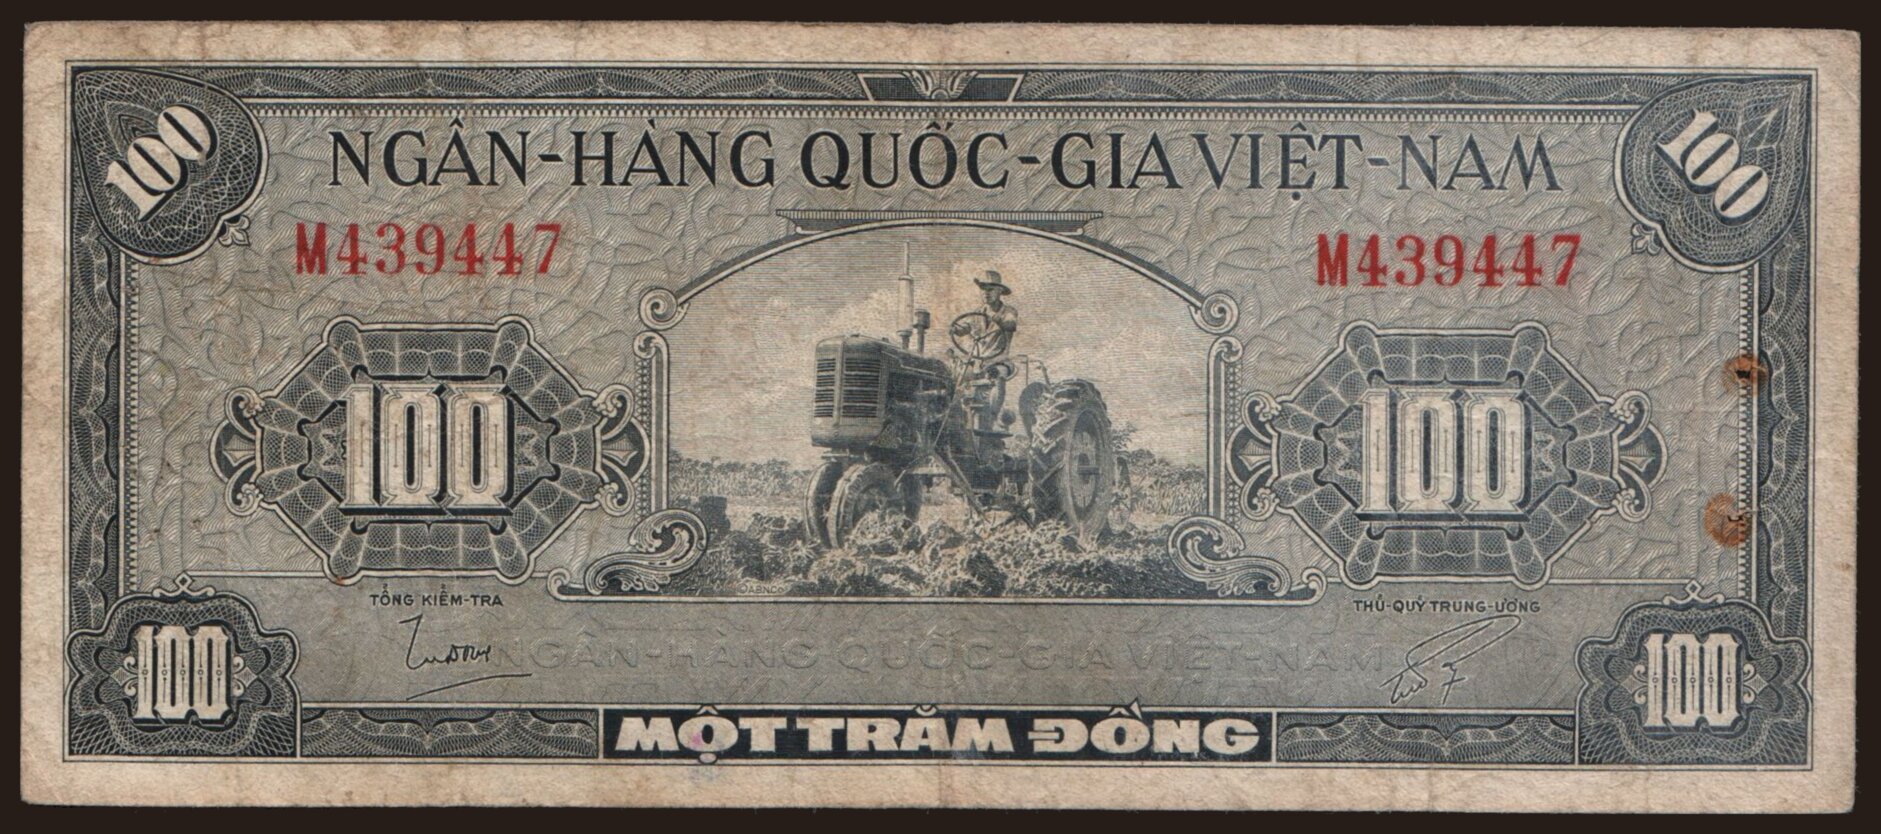 100
100
NGÂN-HÀNG QUỐC-GIA VIỆT-NAM
M439447
M439447
100
100
©ABNCo
TỔNG KIỂM-TRA
THỦ-QUỸ TRUNG-ƯƠNG
NGÂN-HÀNG QUỐC-GIA VIỆT-NAM
100
100
MỘT TRĂM ĐỒNG